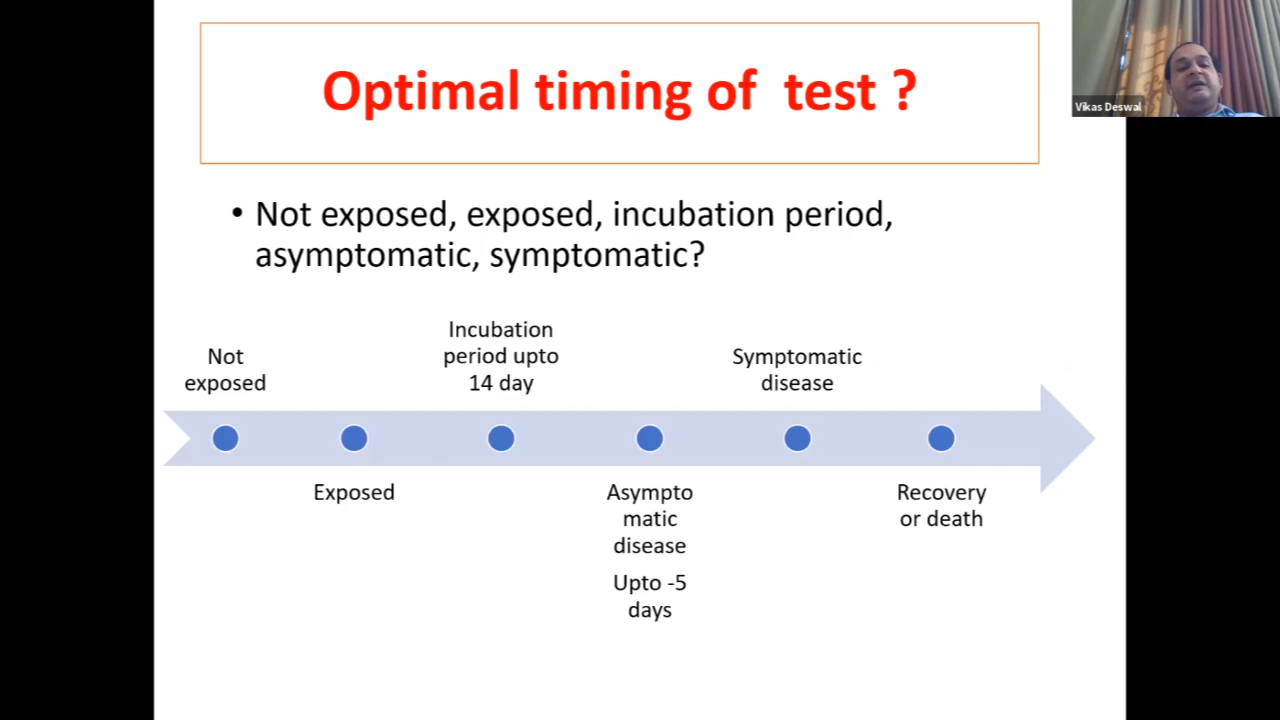 Optimal timing of test ?
Vikas Deswal
• Not exposed, exposed, incubation period,
asymptomatic, symptomatic?
Not
exposed
Exposed
Incubation
period upto
14 day
Asympto
matic
disease
Upto -5
days
Symptomatic
disease
Recovery
or death